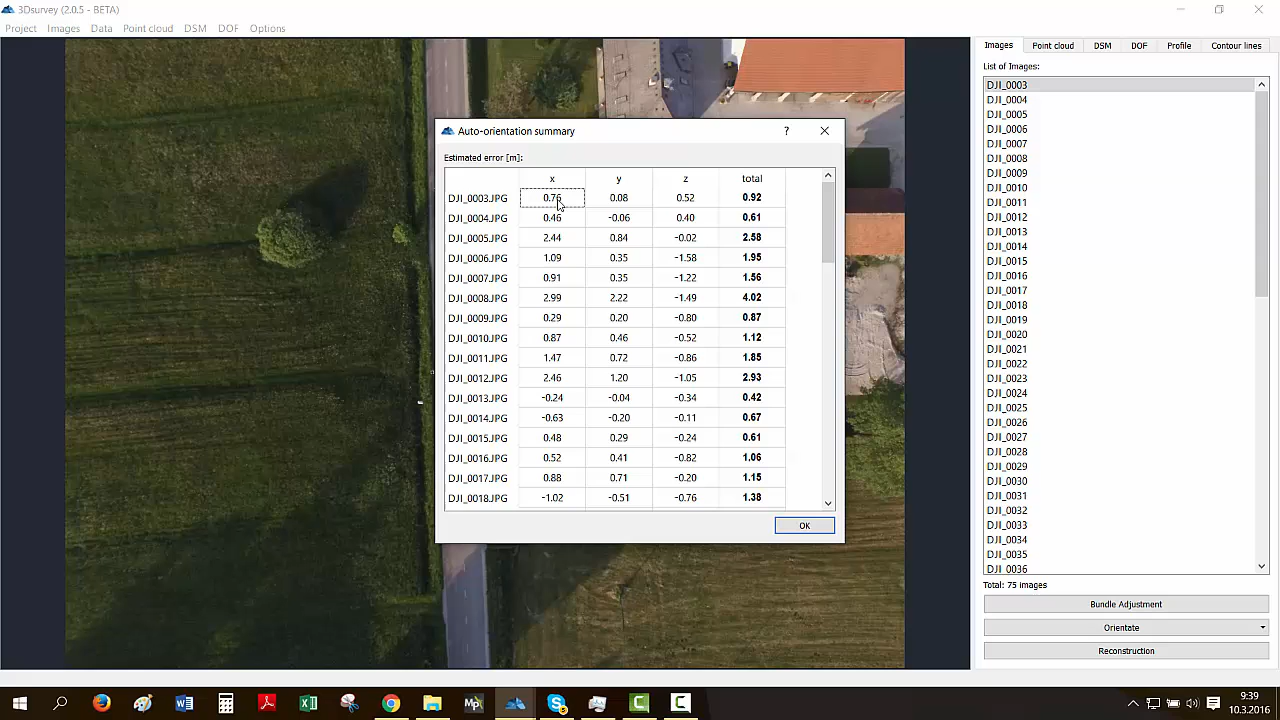 3Dsurvey (2.0.5 - BETA)
Project Images Data Point cloud DSM DOF Options
Images Point cloud DSM DOF Profile Contour lines
List of Images:
DJI_0003
DJI_0004
DJI_0005
DJI_0006
DJI_0007
DJI_0008
DJI_0009
DJI_0010
DJI_0011
DJI_0012
DJI_0013
DJI_0014
DJI_0015
DJI_0016
DJI_0017
DJI_0018
DJI_0019
DJI_0020
DJI_0021
DJI_0022
DJI_0023
DJI_0024
DJI_0025
DJI_0026
DJI_0027
DJI_0028
DJI_0029
DJI_0030
DJI_0031
DJI_0032
DJI_0033
DJI_0034
DJI_0035
DJI_0036
Total: 75 images
Bundle Adjustment
Orientate
Reconstruction
Auto-orientation summary ?
Estimated error [m]:
x y z total
DJI_0003.JPG 0.76 0.08 0.52 0.92
DJI_0004.JPG 0.46 -0.06 0.40 0.61
DJI_0005.JPG 2.44 0.84 -0.02 2.58
DJI_0006.JPG 1.09 0.35 -1.58 1.95
DJI_0007.JPG 0.91 0.35 -1.22 1.56
DJI_0008.JPG 2.99 2.22 -1.49 4.02
DJI_0009.JPG 0.29 0.20 -0.80 0.87
DJI_0010.JPG 0.87 0.46 -0.52 1.12
DJI_0011.JPG 1.47 0.72 -0.86 1.85
DJI_0012.JPG 2.46 1.20 -1.05 2.93
DJI_0013.JPG -0.24 -0.04 -0.34 0.42
DJI_0014.JPG -0.63 -0.20 -0.11 0.67
DJI_0015.JPG 0.48 0.29 -0.24 0.61
DJI_0016.JPG 0.52 0.41 -0.82 1.06
DJI_0017.JPG 0.88 0.71 -0.20 1.15
DJI_0018.JPG -1.02 -0.51 -0.76 1.38
OK
9:39
10.3.2016